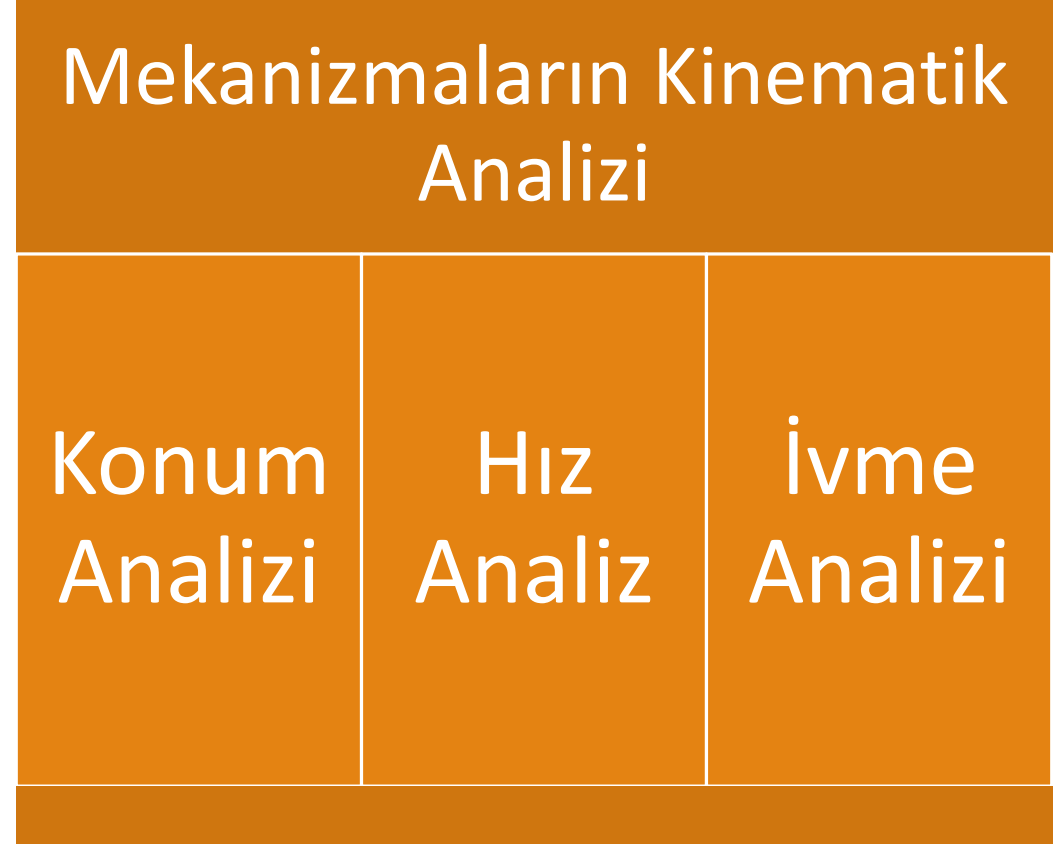 Mekanizmaların Kinematik
Analizi
Konum
Analizi
Hız
Analiz
İvme
Analizi